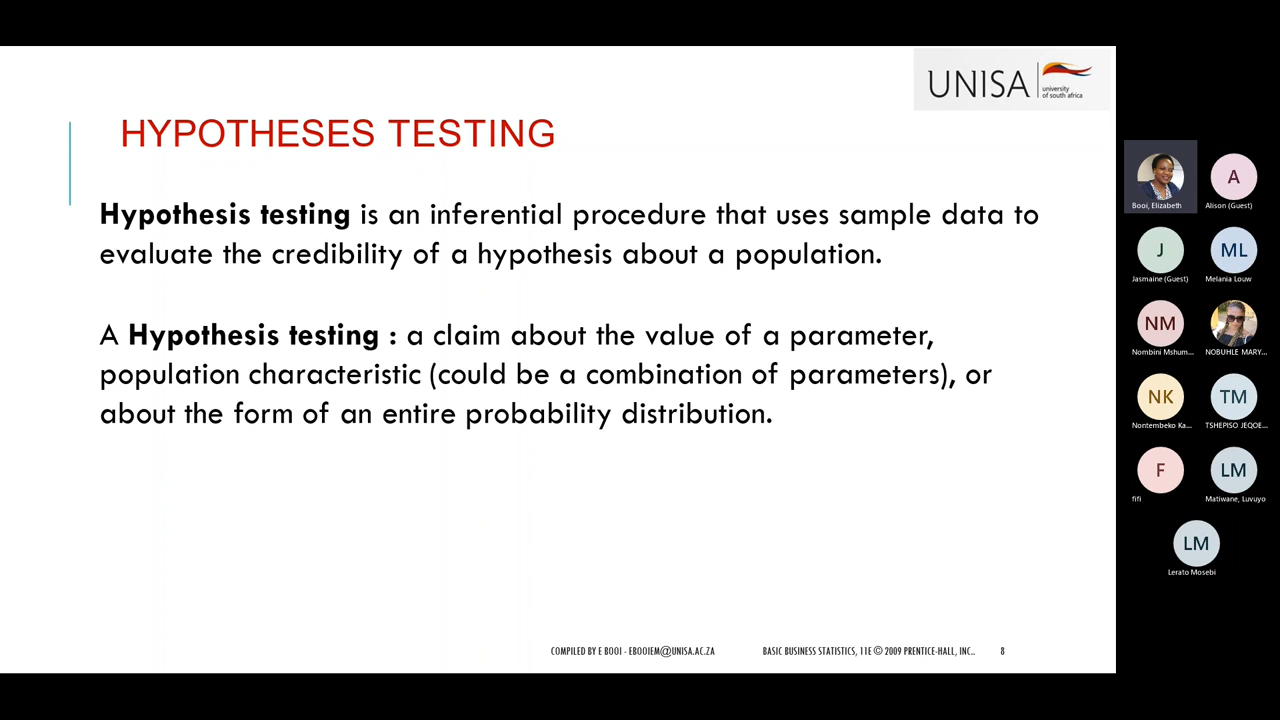 UNISA
university
of south africa
HYPOTHESES TESTING
Hypothesis testing is an inferential procedure that uses sample data to
evaluate the credibility of a hypothesis about a population.
A Hypothesis testing : a claim about the value of a parameter,
population characteristic (could be a combination of parameters), or
about the form of an entire probability distribution.
COMPILED BY E BOOI - EBOOIEM@UNISA.AC.ZA BASIC BUSINESS STATISTICS, 11E © 2009 PRENTICE-HALL, INC.. 8
Booi, Elizabeth
A
Alison (Guest)
J
Jasmaine (Guest)
ML
Melania Louw
NM
Nombini Mshum...
NOBUHLE MARY...
NK
Nontembeko Ka...
TM
TSHEPISO JEQOE...
F
fifi
LM
Matiwane, Luvuyo
LM
Lerato Mosebi